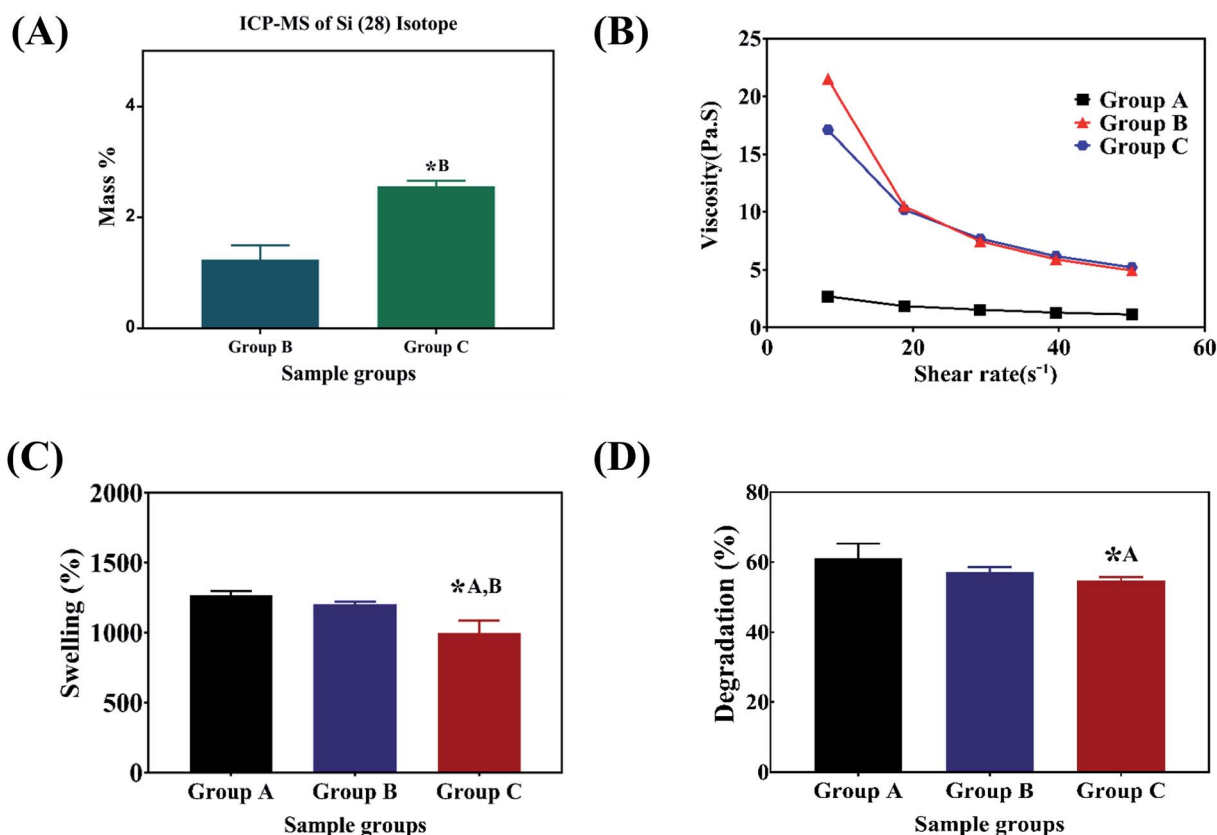 (A)
ICP-MS of Si (28) Isotope
Mass %
4
2
0
*B
Group B
Group C
Sample groups
(B)
Viscosity(Pa.S)
25
20
15
10
5
0
Group A
Group B
Group C
0
20
40
60
Shear rate(s⁻¹)
(C)
Swelling (%)
2000
1500
1000
500
0
*A,B
Group A
Group B
Group C
Sample groups
(D)
Degradation (%)
80
60
40
20
0
*A
Group A
Group B
Group C
Sample groups